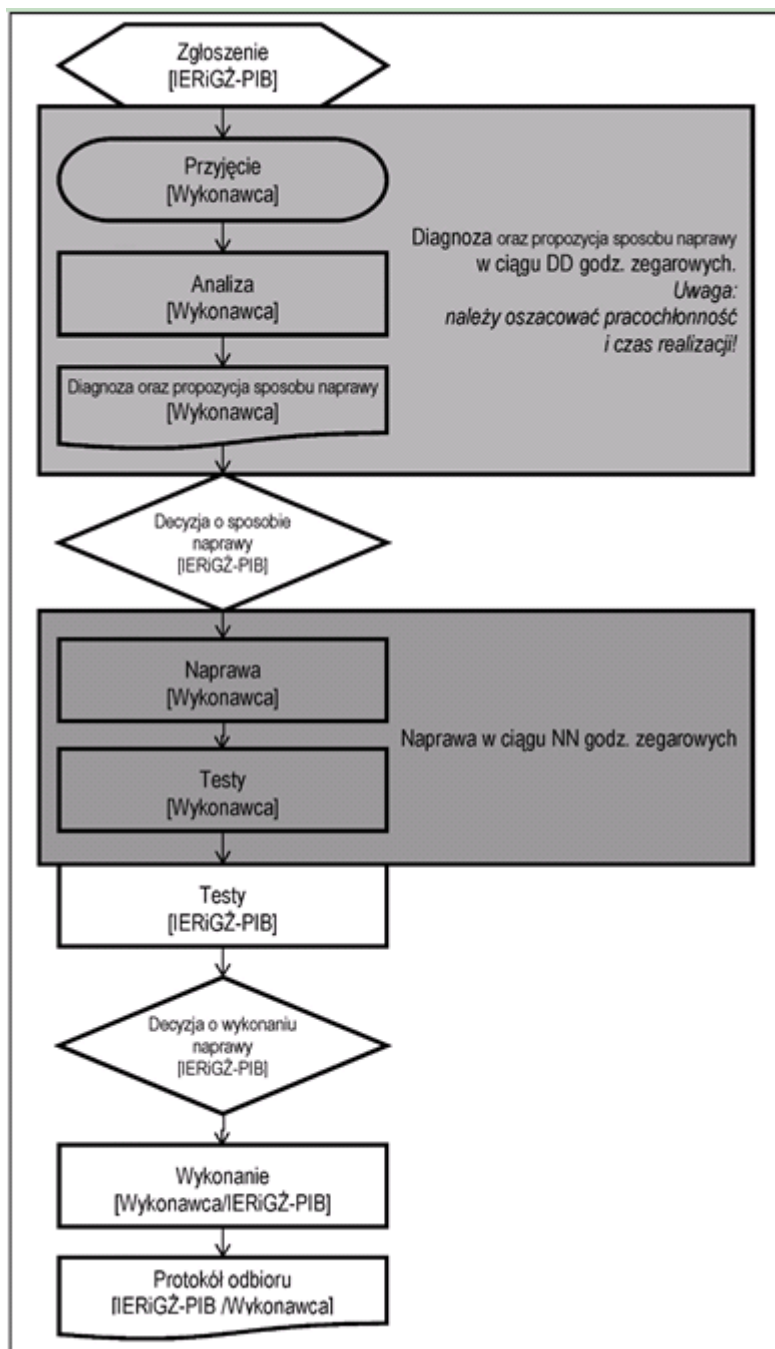 Zgłoszenie
[IERiGŻ-PIB]
Przyjęcie
[Wykonawca]
Analiza
[Wykonawca]
Diagnoza oraz propozycja sposobu naprawy
[Wykonawca]
Diagnoza oraz propozycja sposobu naprawy
w ciągu DD godz. zegarowych.
Uwaga:
należy oszacować pracochłonność
i czas realizacji!
Decyzja o sposobie
naprawy
[IERiGŻ-PIB]
Naprawa
[Wykonawca]
Testy
[Wykonawca]
Naprawa w ciągu NN godz. zegarowych
Testy
[IERiGŻ-PIB]
Decyzja o wykonaniu
naprawy
[IERiGŻ-PIB]
Wykonanie
[Wykonawca/IERiGŻ-PIB]
Protokół odbioru
[IERiGŻ-PIB /Wykonawca]